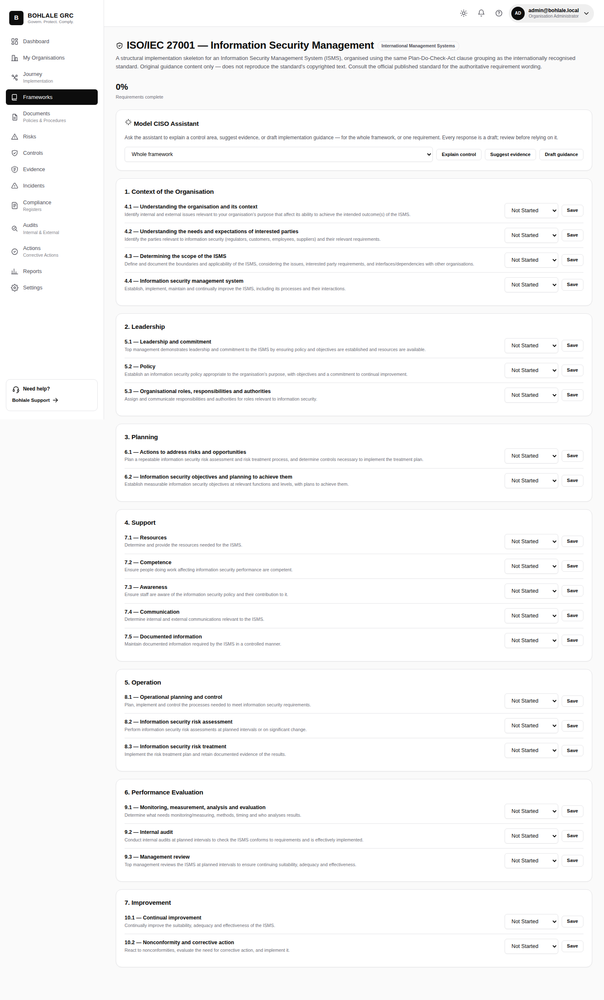 B
BOHLALE GRC
Govern. Protect. Comply.
Dashboard
My Organisations
Journey
Implementation
Frameworks
Documents
Policies & Procedures
Risks
Controls
Evidence
Incidents
Compliance
Registers
Audits
Internal & External
Actions
Corrective Actions
Reports
Settings
Need help?
Bohlale Support
AD
admin@bohlale.local
Organisation Administrator
ISO/IEC 27001 — Information Security Management
International Management Systems
A structural implementation skeleton for an Information Security Management System (ISMS), organised using the same Plan-Do-Check-Act clause grouping as the internationally recognised
standard. Original guidance content only — does not reproduce the standard's copyrighted text. Consult the official published standard for the authoritative requirement wording.
0%
Requirements complete
Model CISO Assistant
Ask the assistant to explain a control area, suggest evidence, or draft implementation guidance — for the whole framework, or one requirement. Every response is a draft; review before relying on it.
Whole framework
Explain control
Suggest evidence
Draft guidance
1. Context of the Organisation
4.1 — Understanding the organisation and its context
Identify internal and external issues relevant to your organisation's purpose that affect its ability to achieve the intended outcome(s) of the ISMS.
Not Started
Save
4.2 — Understanding the needs and expectations of interested parties
Identify the parties relevant to information security (regulators, customers, employees, suppliers) and their relevant requirements.
Not Started
Save
4.3 — Determining the scope of the ISMS
Define and document the boundaries and applicability of the ISMS, considering the issues, interested party requirements, and interfaces/dependencies with other organisations.
Not Started
Save
4.4 — Information security management system
Establish, implement, maintain and continually improve the ISMS, including its processes and their interactions.
Not Started
Save
2. Leadership
5.1 — Leadership and commitment
Top management demonstrates leadership and commitment to the ISMS by ensuring policy and objectives are established and resources are available.
Not Started
Save
5.2 — Policy
Establish an information security policy appropriate to the organisation's purpose, with objectives and a commitment to continual improvement.
Not Started
Save
5.3 — Organisational roles, responsibilities and authorities
Assign and communicate responsibilities and authorities for roles relevant to information security.
Not Started
Save
3. Planning
6.1 — Actions to address risks and opportunities
Plan a repeatable information security risk assessment and risk treatment process, and determine controls necessary to implement the treatment plan.
Not Started
Save
6.2 — Information security objectives and planning to achieve them
Establish measurable information security objectives at relevant functions and levels, with plans to achieve them.
Not Started
Save
4. Support
7.1 — Resources
Determine and provide the resources needed for the ISMS.
Not Started
Save
7.2 — Competence
Ensure people doing work affecting information security performance are competent.
Not Started
Save
7.3 — Awareness
Ensure staff are aware of the information security policy and their contribution to it.
Not Started
Save
7.4 — Communication
Determine internal and external communications relevant to the ISMS.
Not Started
Save
7.5 — Documented information
Maintain documented information required by the ISMS in a controlled manner.
Not Started
Save
5. Operation
8.1 — Operational planning and control
Plan, implement and control the processes needed to meet information security requirements.
Not Started
Save
8.2 — Information security risk assessment
Perform information security risk assessments at planned intervals or on significant change.
Not Started
Save
8.3 — Information security risk treatment
Implement the risk treatment plan and retain documented evidence of the results.
Not Started
Save
6. Performance Evaluation
9.1 — Monitoring, measurement, analysis and evaluation
Determine what needs monitoring/measuring, methods, timing and who analyses results.
Not Started
Save
9.2 — Internal audit
Conduct internal audits at planned intervals to check the ISMS conforms to requirements and is effectively implemented.
Not Started
Save
9.3 — Management review
Top management reviews the ISMS at planned intervals to ensure continuing suitability, adequacy and effectiveness.
Not Started
Save
7. Improvement
10.1 — Continual improvement
Continually improve the suitability, adequacy and effectiveness of the ISMS.
Not Started
Save
10.2 — Nonconformity and corrective action
React to nonconformities, evaluate the need for corrective action, and implement it.
Not Started
Save